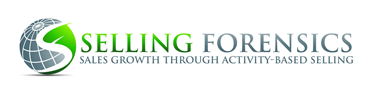 SELLING FORENSICS
SALES GROWTH THROUGH ACTIVITY-BASED SELLING